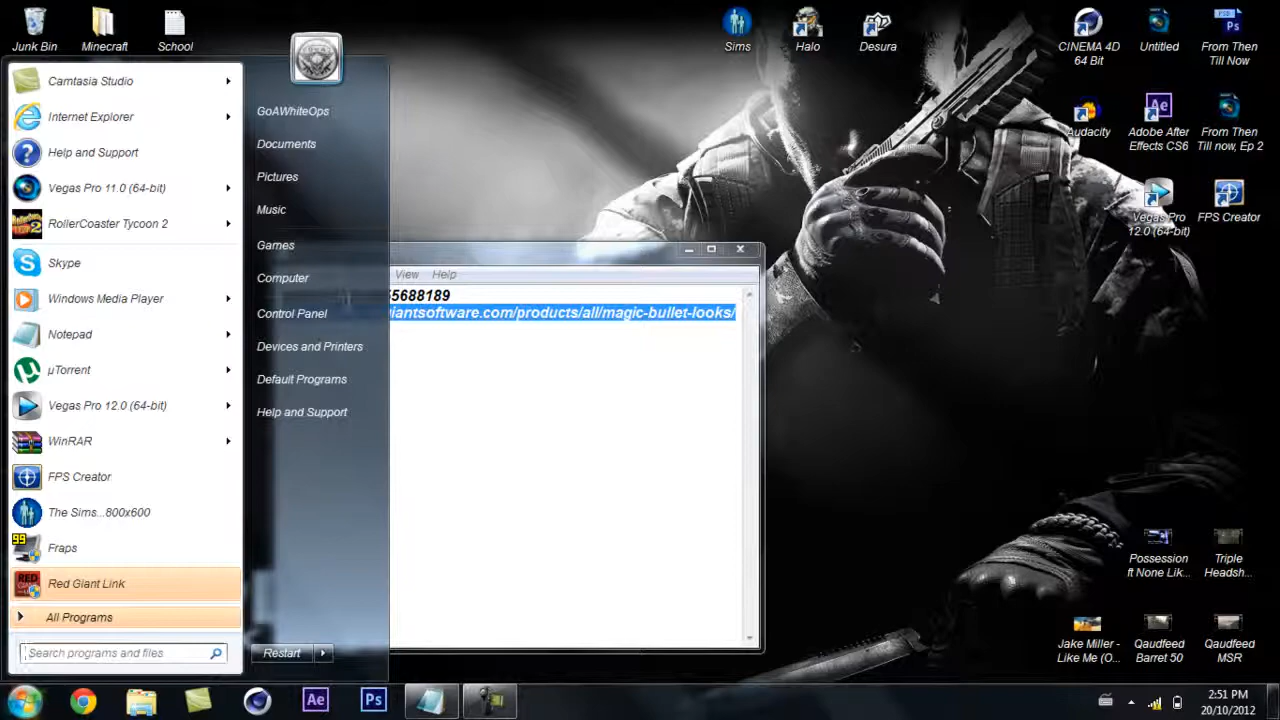 Junk Bin
Minecraft
School
Sims
Halo
Desura
CINEMA 4D
64 Bit
Untitled
From Then
Till Now
Audacity
Adobe After
Effects CS6
From Then
Till now, Ep 2
Vegas Pro
12.0 (64-bit)
FPS Creator
Possession
ft None Lik...
Triple
Headsh...
Jake Miller -
Like Me (O...
Qaudfeed
Barret 50
Qaudfeed
MSR
Camtasia Studio
Internet Explorer
Help and Support
Vegas Pro 11.0 (64-bit)
RollerCoaster Tycoon 2
Skype
Windows Media Player
Notepad
µTorrent
Vegas Pro 12.0 (64-bit)
WinRAR
FPS Creator
The Sims...800x600
99
Fraps
Red Giant Link
All Programs
Search programs and files
GoAWhiteOps
Documents
Pictures
Music
Games
Computer
Control Panel
Devices and Printers
Default Programs
Help and Support
Restart
View Help
5688189
giantsoftware.com/products/all/magic-bullet-looks/
Ae
Ps
2:51 PM
20/10/2012